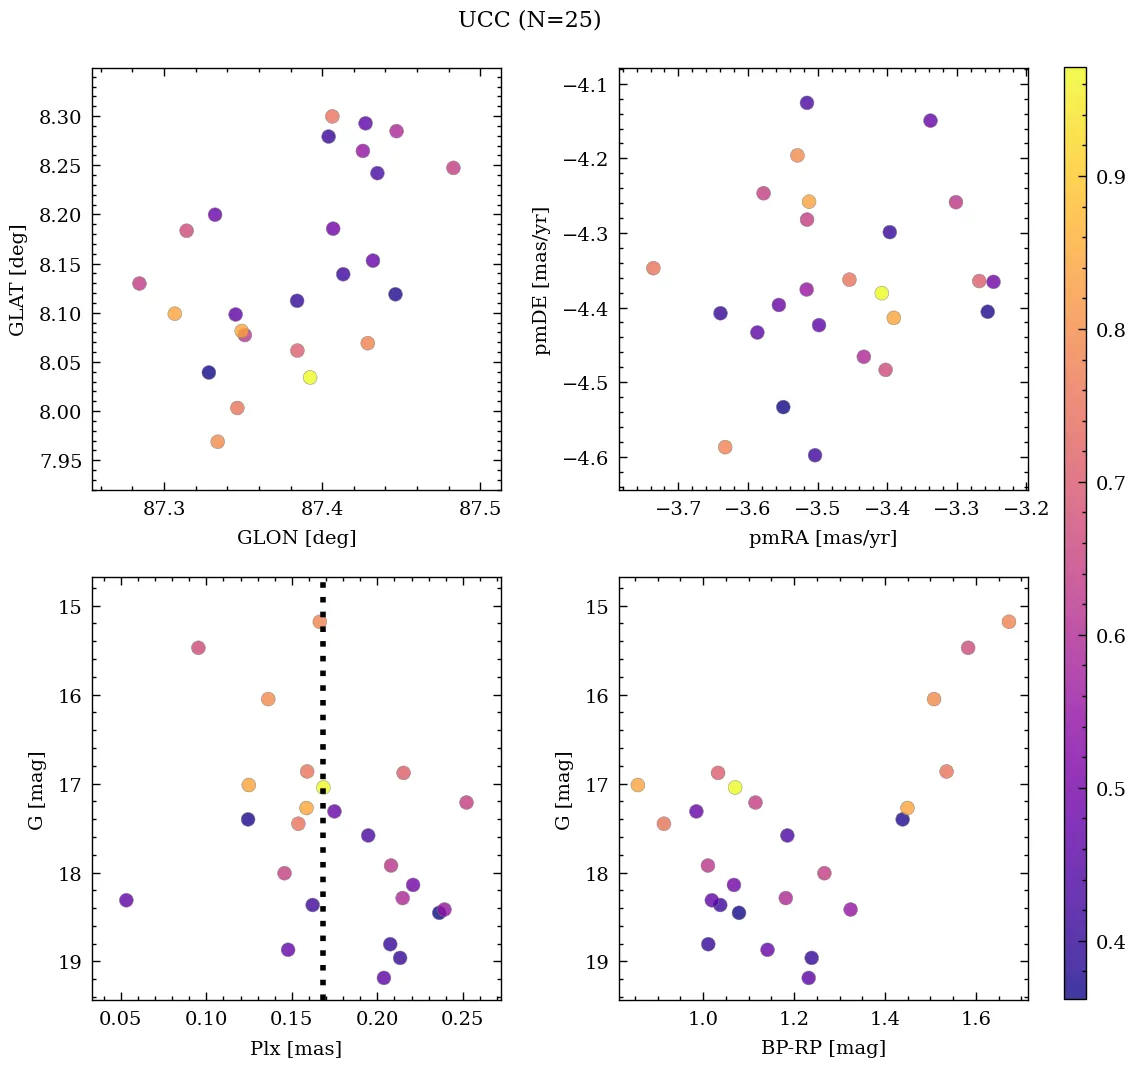 UCC (N=25)
8.30
8.25
8.20
8.15
8.10
8.05
8.00
7.95
GLAT [deg]
87.3 87.4 87.5
GLON [deg]
−4.1
−4.2
−4.3
−4.4
−4.5
−4.6
pmDE [mas/yr]
−3.7 −3.6 −3.5 −3.4 −3.3 −3.2
pmRA [mas/yr]
15
16
17
18
19
G [mag]
0.05 0.10 0.15 0.20 0.25
Plx [mas]
15
16
17
18
19
G [mag]
1.0 1.2 1.4 1.6
BP-RP [mag]
0.9
0.8
0.7
0.6
0.5
0.4